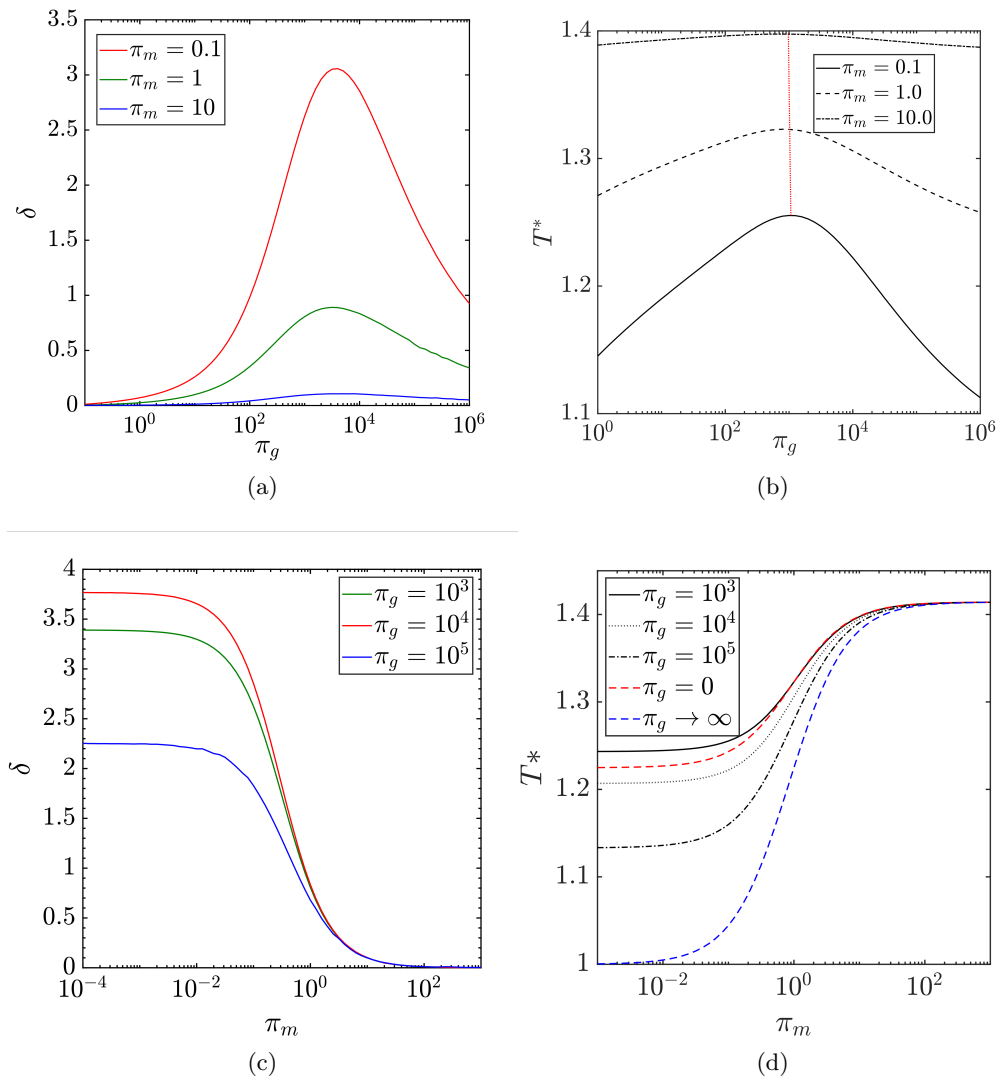 3.5
3
2.5
2
1.5
1
0.5
0
δ
π_m = 0.1
π_m = 1
π_m = 10
10^0
10^2
10^4
10^6
π_g
(a)
1.4
1.3
1.2
1.1
T*
π_m = 0.1
π_m = 1.0
π_m = 10.0
10^0
10^2
10^4
10^6
π_g
(b)
4
3.5
3
2.5
2
1.5
1
0.5
0
δ
π_g = 10^3
π_g = 10^4
π_g = 10^5
10^−4
10^−2
10^0
10^2
π_m
(c)
1.4
1.3
1.2
1.1
1
T*
π_g = 10^3
π_g = 10^4
π_g = 10^5
π_g = 0
π_g → ∞
10^−2
10^0
10^2
π_m
(d)